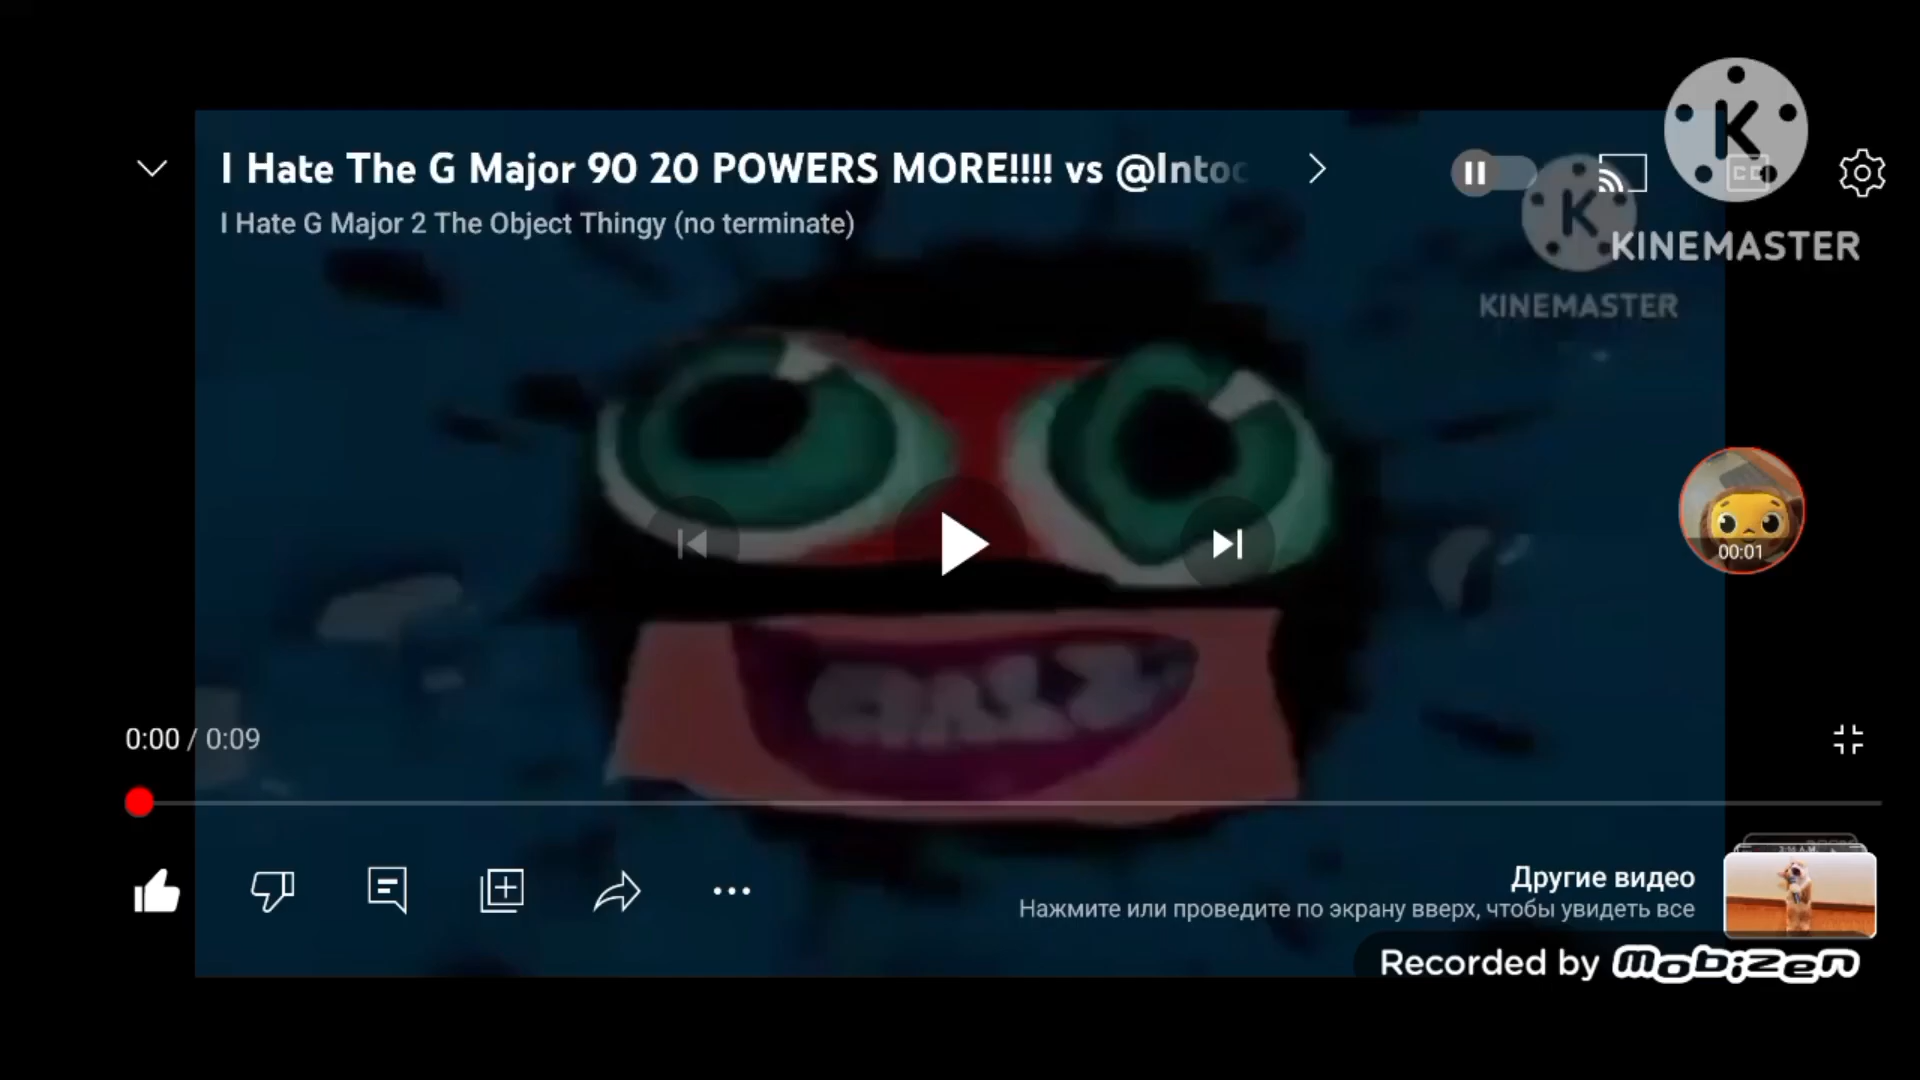 I Hate The G Major 90 20 POWERS MORE!!!! vs @Intoc
I Hate G Major 2 The Object Thingy (no terminate)
K
CC
K
KINEMASTER
KINEMASTER
00:01
0:00 / 0:09
Другие видео
Нажмите или проведите по экрану вверх, чтобы увидеть все
Recorded by mobizen